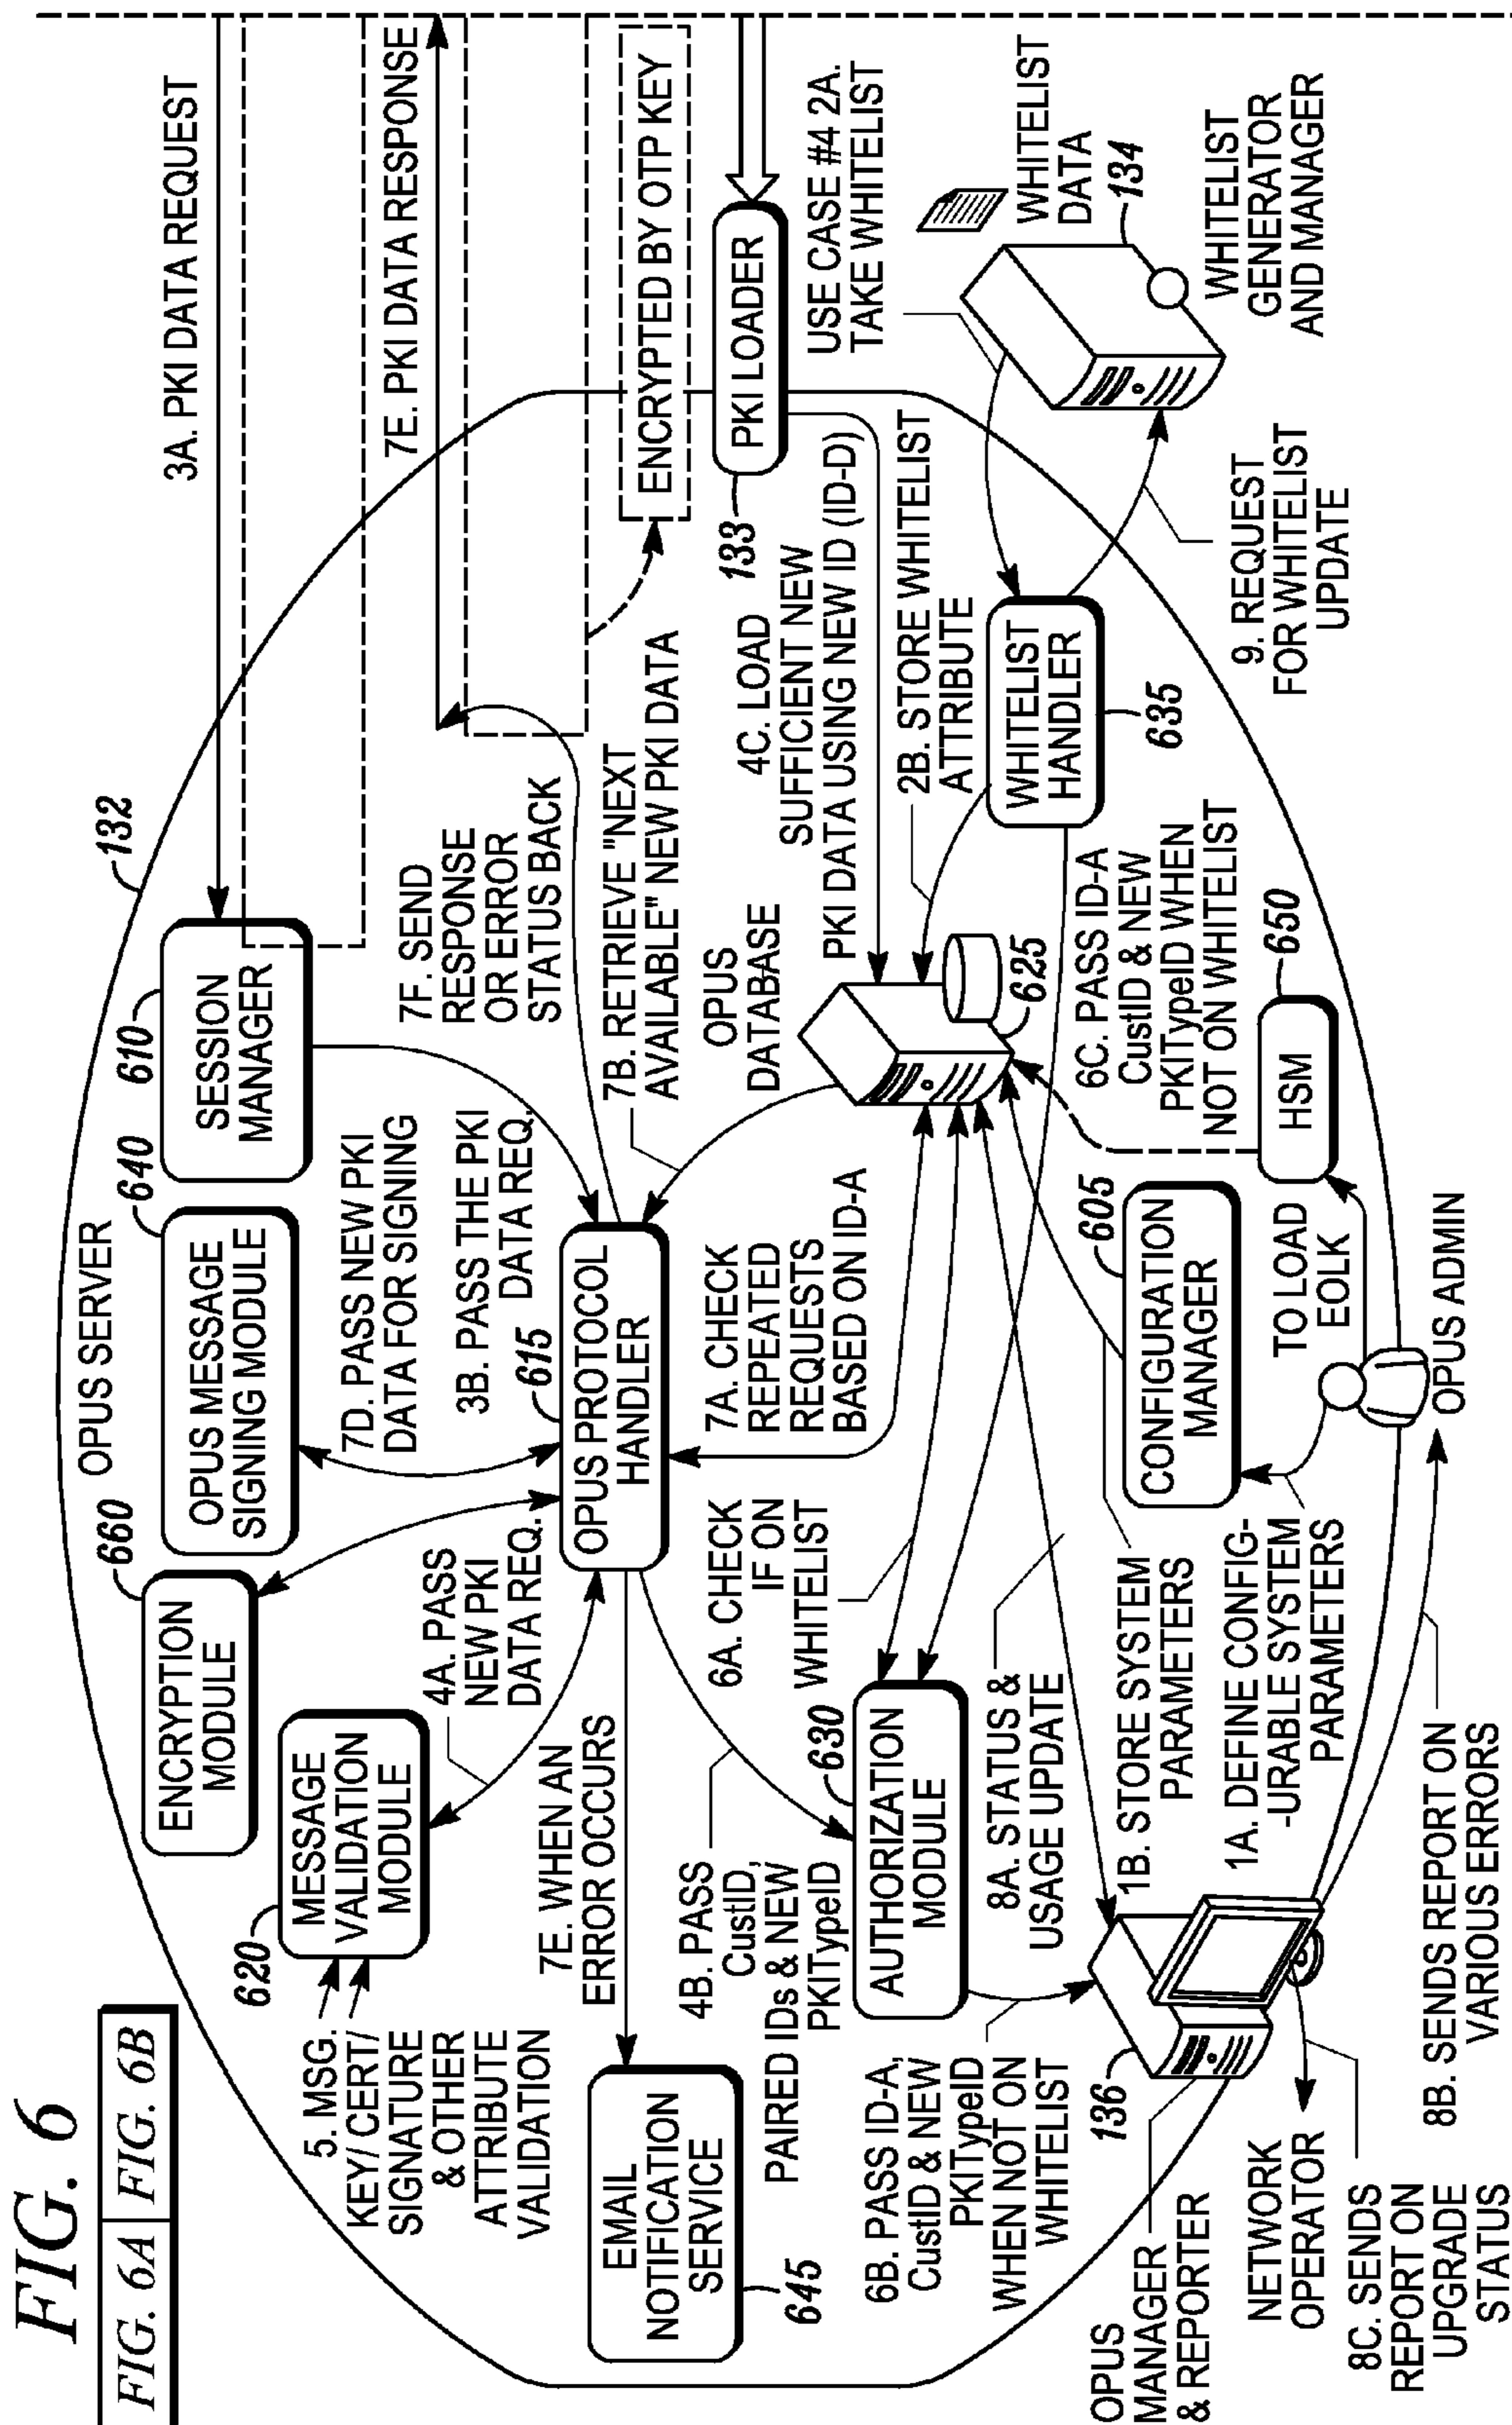 FIG. 6
FIG. 6A FIG. 6B
OPUS SERVER
132
660
ENCRYPTION
MODULE
640
OPUS MESSAGE
SIGNING MODULE
610
SESSION
MANAGER
3A. PKI DATA REQUEST
620
MESSAGE
VALIDATION
MODULE
5. MSG.
KEY/ CERT/
SIGNATURE
& OTHER
ATTRIBUTE
VALIDATION
4A. PASS
NEW PKI
DATA REQ.
7D. PASS NEW PKI
DATA FOR SIGNING
3B. PASS THE PKI
DATA REQ.
7F. SEND
RESPONSE
OR ERROR
STATUS BACK
7E. PKI DATA RESPONSE
615
OPUS PROTOCOL
HANDLER
7E. WHEN AN
ERROR OCCURS
EMAIL
NOTIFICATION
SERVICE
645
7B. RETRIEVE "NEXT
AVAILABLE" NEW PKI DATA
ENCRYPTED BY OTP KEY
PKI LOADER
133
4B. PASS
CustID,
PAIRED IDs & NEW
PKITypeID
6A. CHECK
IF ON
WHITELIST
7A. CHECK
REPEATED
REQUESTS
BASED ON ID-A
OPUS
DATABASE
625
4C. LOAD
SUFFICIENT NEW
PKI DATA USING NEW ID (ID-D)
USE CASE #4 2A.
TAKE WHITELIST
WHITELIST
DATA
134
WHITELIST
GENERATOR
AND MANAGER
2B. STORE WHITELIST
ATTRIBUTE
WHITELIST
HANDLER
635
9. REQUEST
FOR WHITELIST
UPDATE
630
AUTHORIZATION
MODULE
6B. PASS ID-A,
CustID & NEW
PKITypeID
WHEN NOT ON
WHITELIST
8A. STATUS &
USAGE UPDATE
6C. PASS ID-A
CustID & NEW
PKITypeID WHEN
NOT ON WHITELIST
605
CONFIGURATION
MANAGER
650
HSM
TO LOAD
EOLK
OPUS ADMIN
1B. STORE SYSTEM
PARAMETERS
1A. DEFINE CONFIG-
-URABLE SYSTEM
PARAMETERS
136
OPUS
MANAGER
& REPORTER
NETWORK
OPERATOR
8C. SENDS
REPORT ON
UPGRADE
STATUS
8B. SENDS REPORT ON
VARIOUS ERRORS